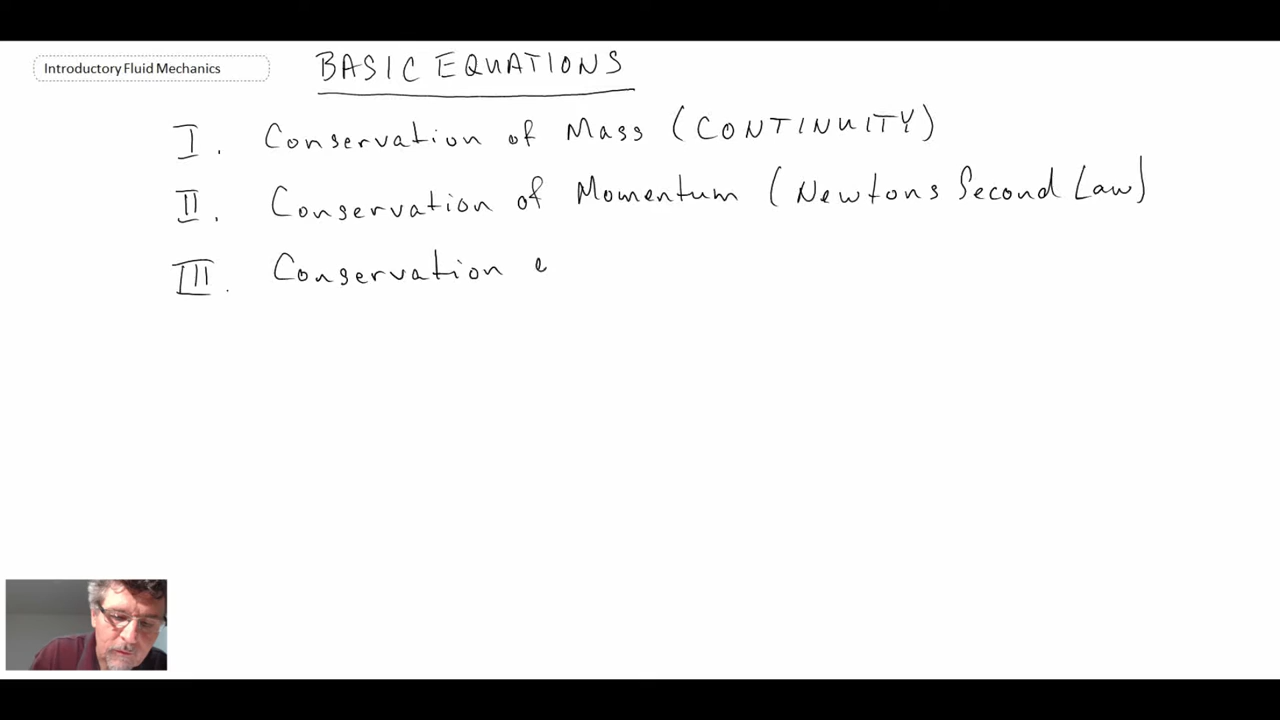 Introductory Fluid Mechanics
BASIC EQUATIONS
I. Conservation of Mass (CONTINUITY)
II. Conservation of Momentum (Newtons Second Law)
III. Conservation